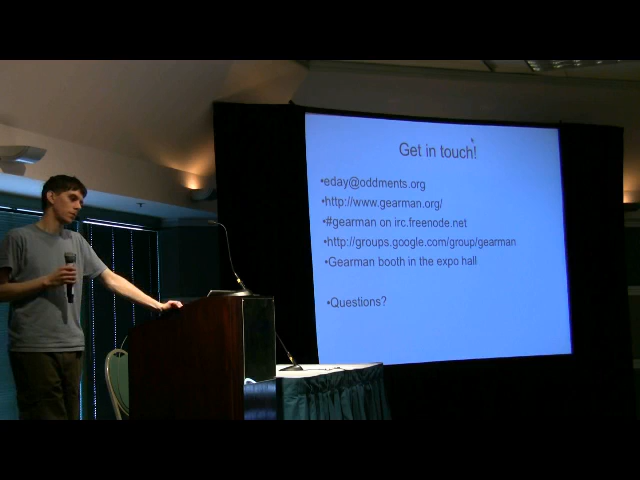 Get in touch!
•eday@oddments.org
•http://www.gearman.org/
•#gearman on irc.freenode.net
•http://groups.google.com/group/gearman
•Gearman booth in the expo hall
•Questions?